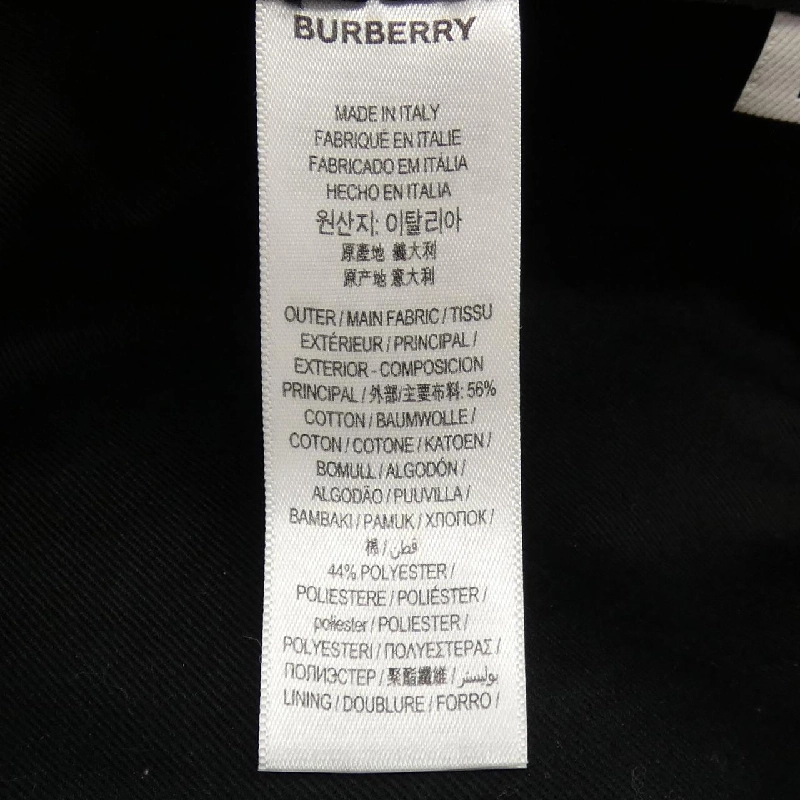 BURBERRY
MADE IN ITALY
FABRIQUÉ EN ITALIE
FABRICADO EM ITÁLIA
HECHO EN ITALIA
원산지: 이탈리아
原產地 義大利
原产地 意大利
OUTER / MAIN FABRIC / TISSU
EXTÉRIEUR / PRINCIPAL /
EXTERIOR - COMPOSICION
PRINCIPAL / 外部/主要布料: 56%
COTTON / BAUMWOLLE /
COTON / COTONE / KATOEN /
BOMULL / ALGODÓN /
ALGODÃO / PUUVILLA /
BAMBAKI / PAMUK / ХЛОПОК /
棉 / قطن
44% POLYESTER /
POLIESTERE / POLIÉSTER /
poliester / POLIESTER /
POLYESTERI / ΠΟΛΥΕΣΤΕΡΑΣ /
ПОЛИЭСТЕР / 聚酯纖維 / بوليستر
LINING / DOUBLURE / FORRO /